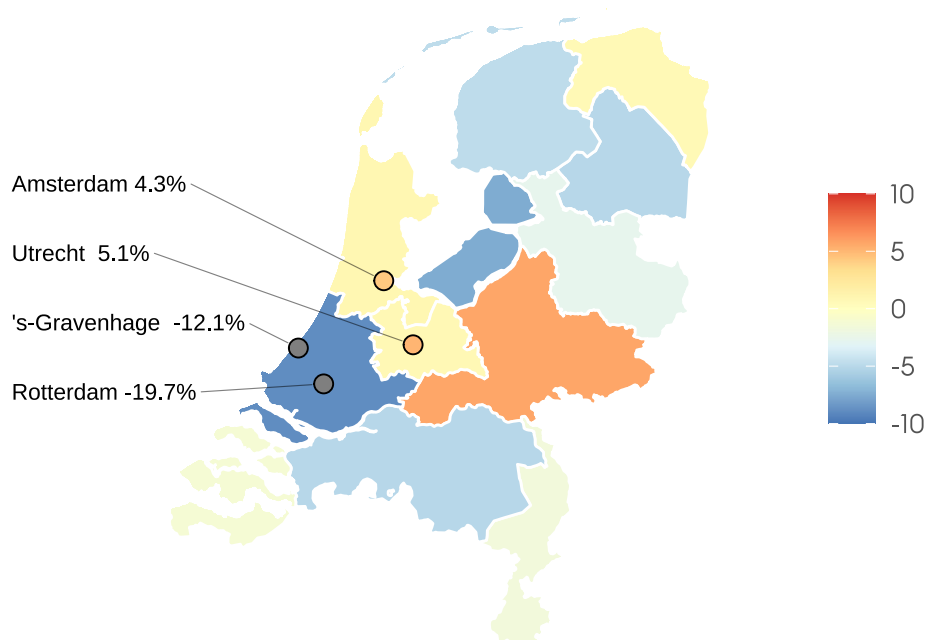 Amsterdam 4.3%
Utrecht  5.1%
's-Gravenhage  -12.1%
Rotterdam -19.7%
10
5
0
-5
-10